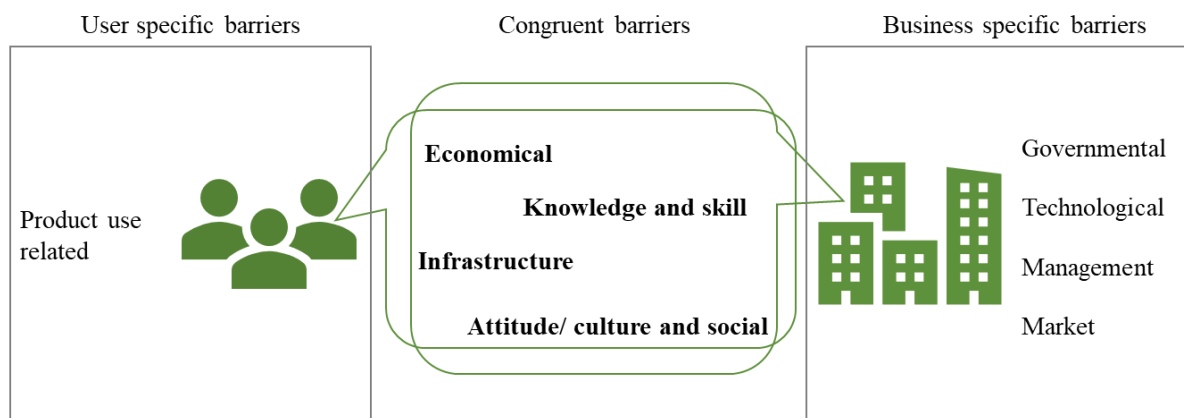 User specific barriers
Congruent barriers
Business specific barriers
Product use
related
Economical
Knowledge and skill
Infrastructure
Attitude/ culture and social
Governmental
Technological
Management
Market